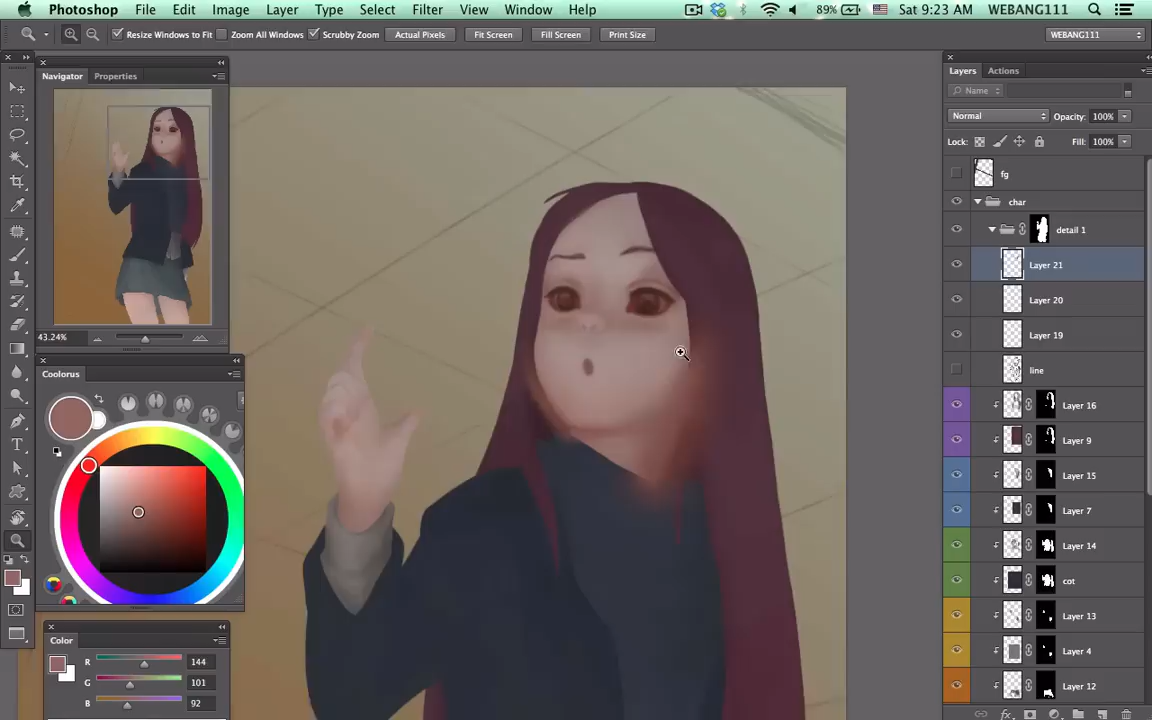 Photoshop File Edit Image Layer Type Select Filter View Window Help 89% Sat 9:23 AM WEBANG111
Resize Windows to Fit Zoom All Windows Scrubby Zoom Actual Pixels Fit Screen Fill Screen Print Size WEBANG111
Navigator Properties
43.24%
Coolorus
Color
R 144
G 101
B 92
Layers Actions
Name
Normal Opacity: 100%
Lock: Fill: 100%
fg
char
detail 1
Layer 21
Layer 20
Layer 19
line
Layer 16
Layer 9
Layer 15
Layer 7
Layer 14
cot
Layer 13
Layer 4
Layer 12
fx